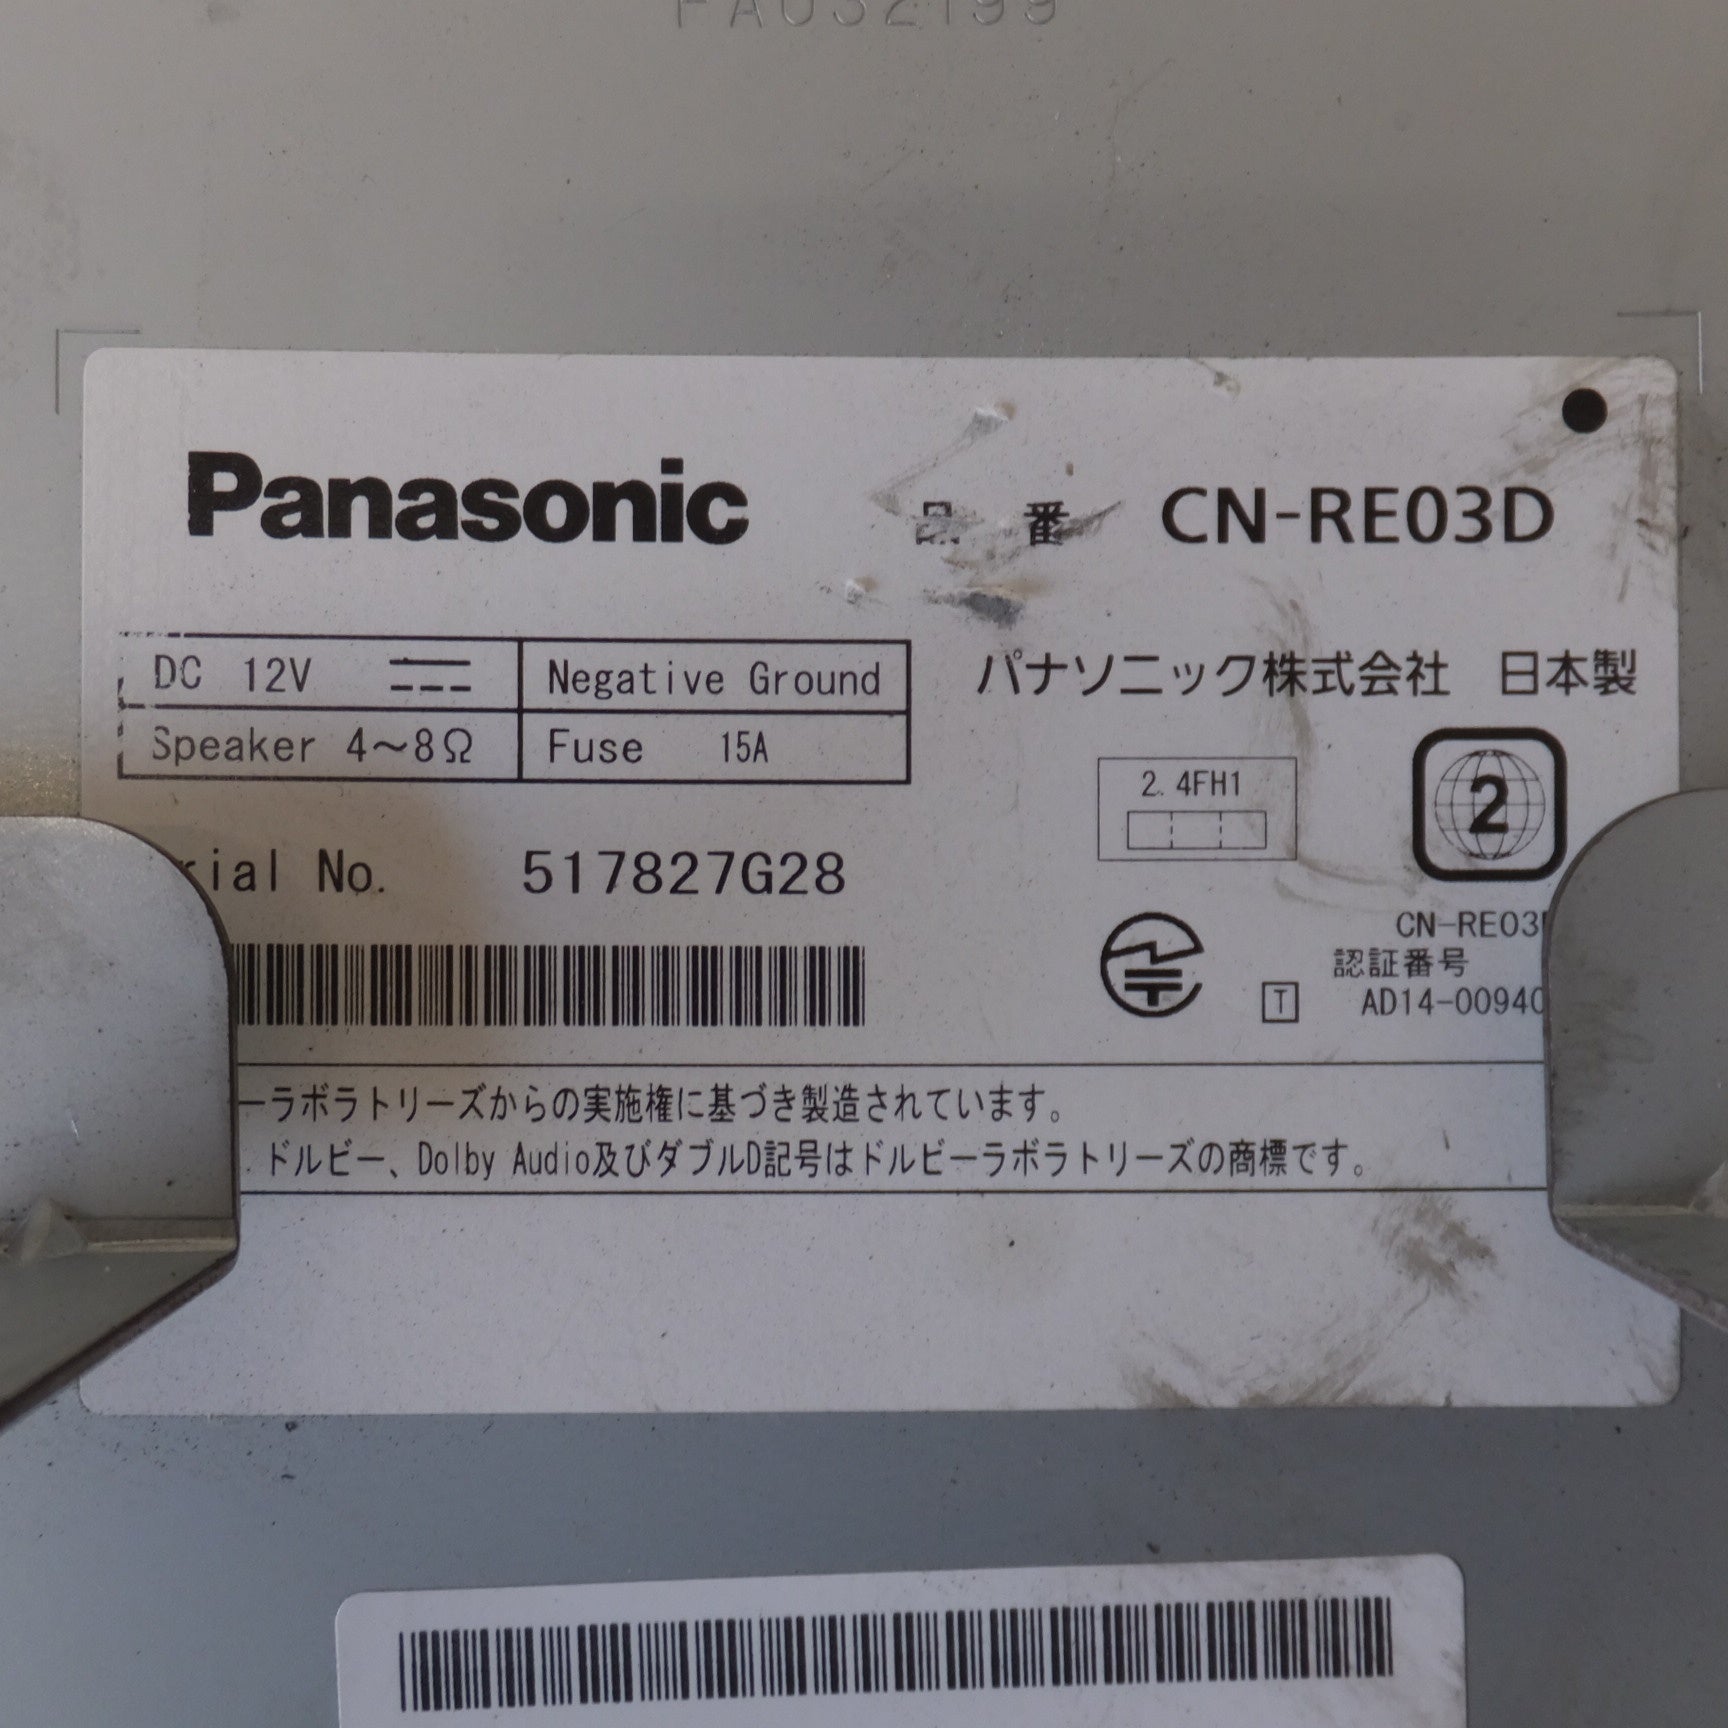 Panasonic 品番 CN-RE03D
DC 12V Negative Ground
Speaker 4~8Ω Fuse 15A
パナソニック株式会社 日本製
2.4FH1
2
No. 517827G28
認証番号
T
ーラボラトリーズからの実施権に基づき製造されています。
ドルビー、Dolby Audio及びダブルD記号はドルビーラボラトリーズの商標です。